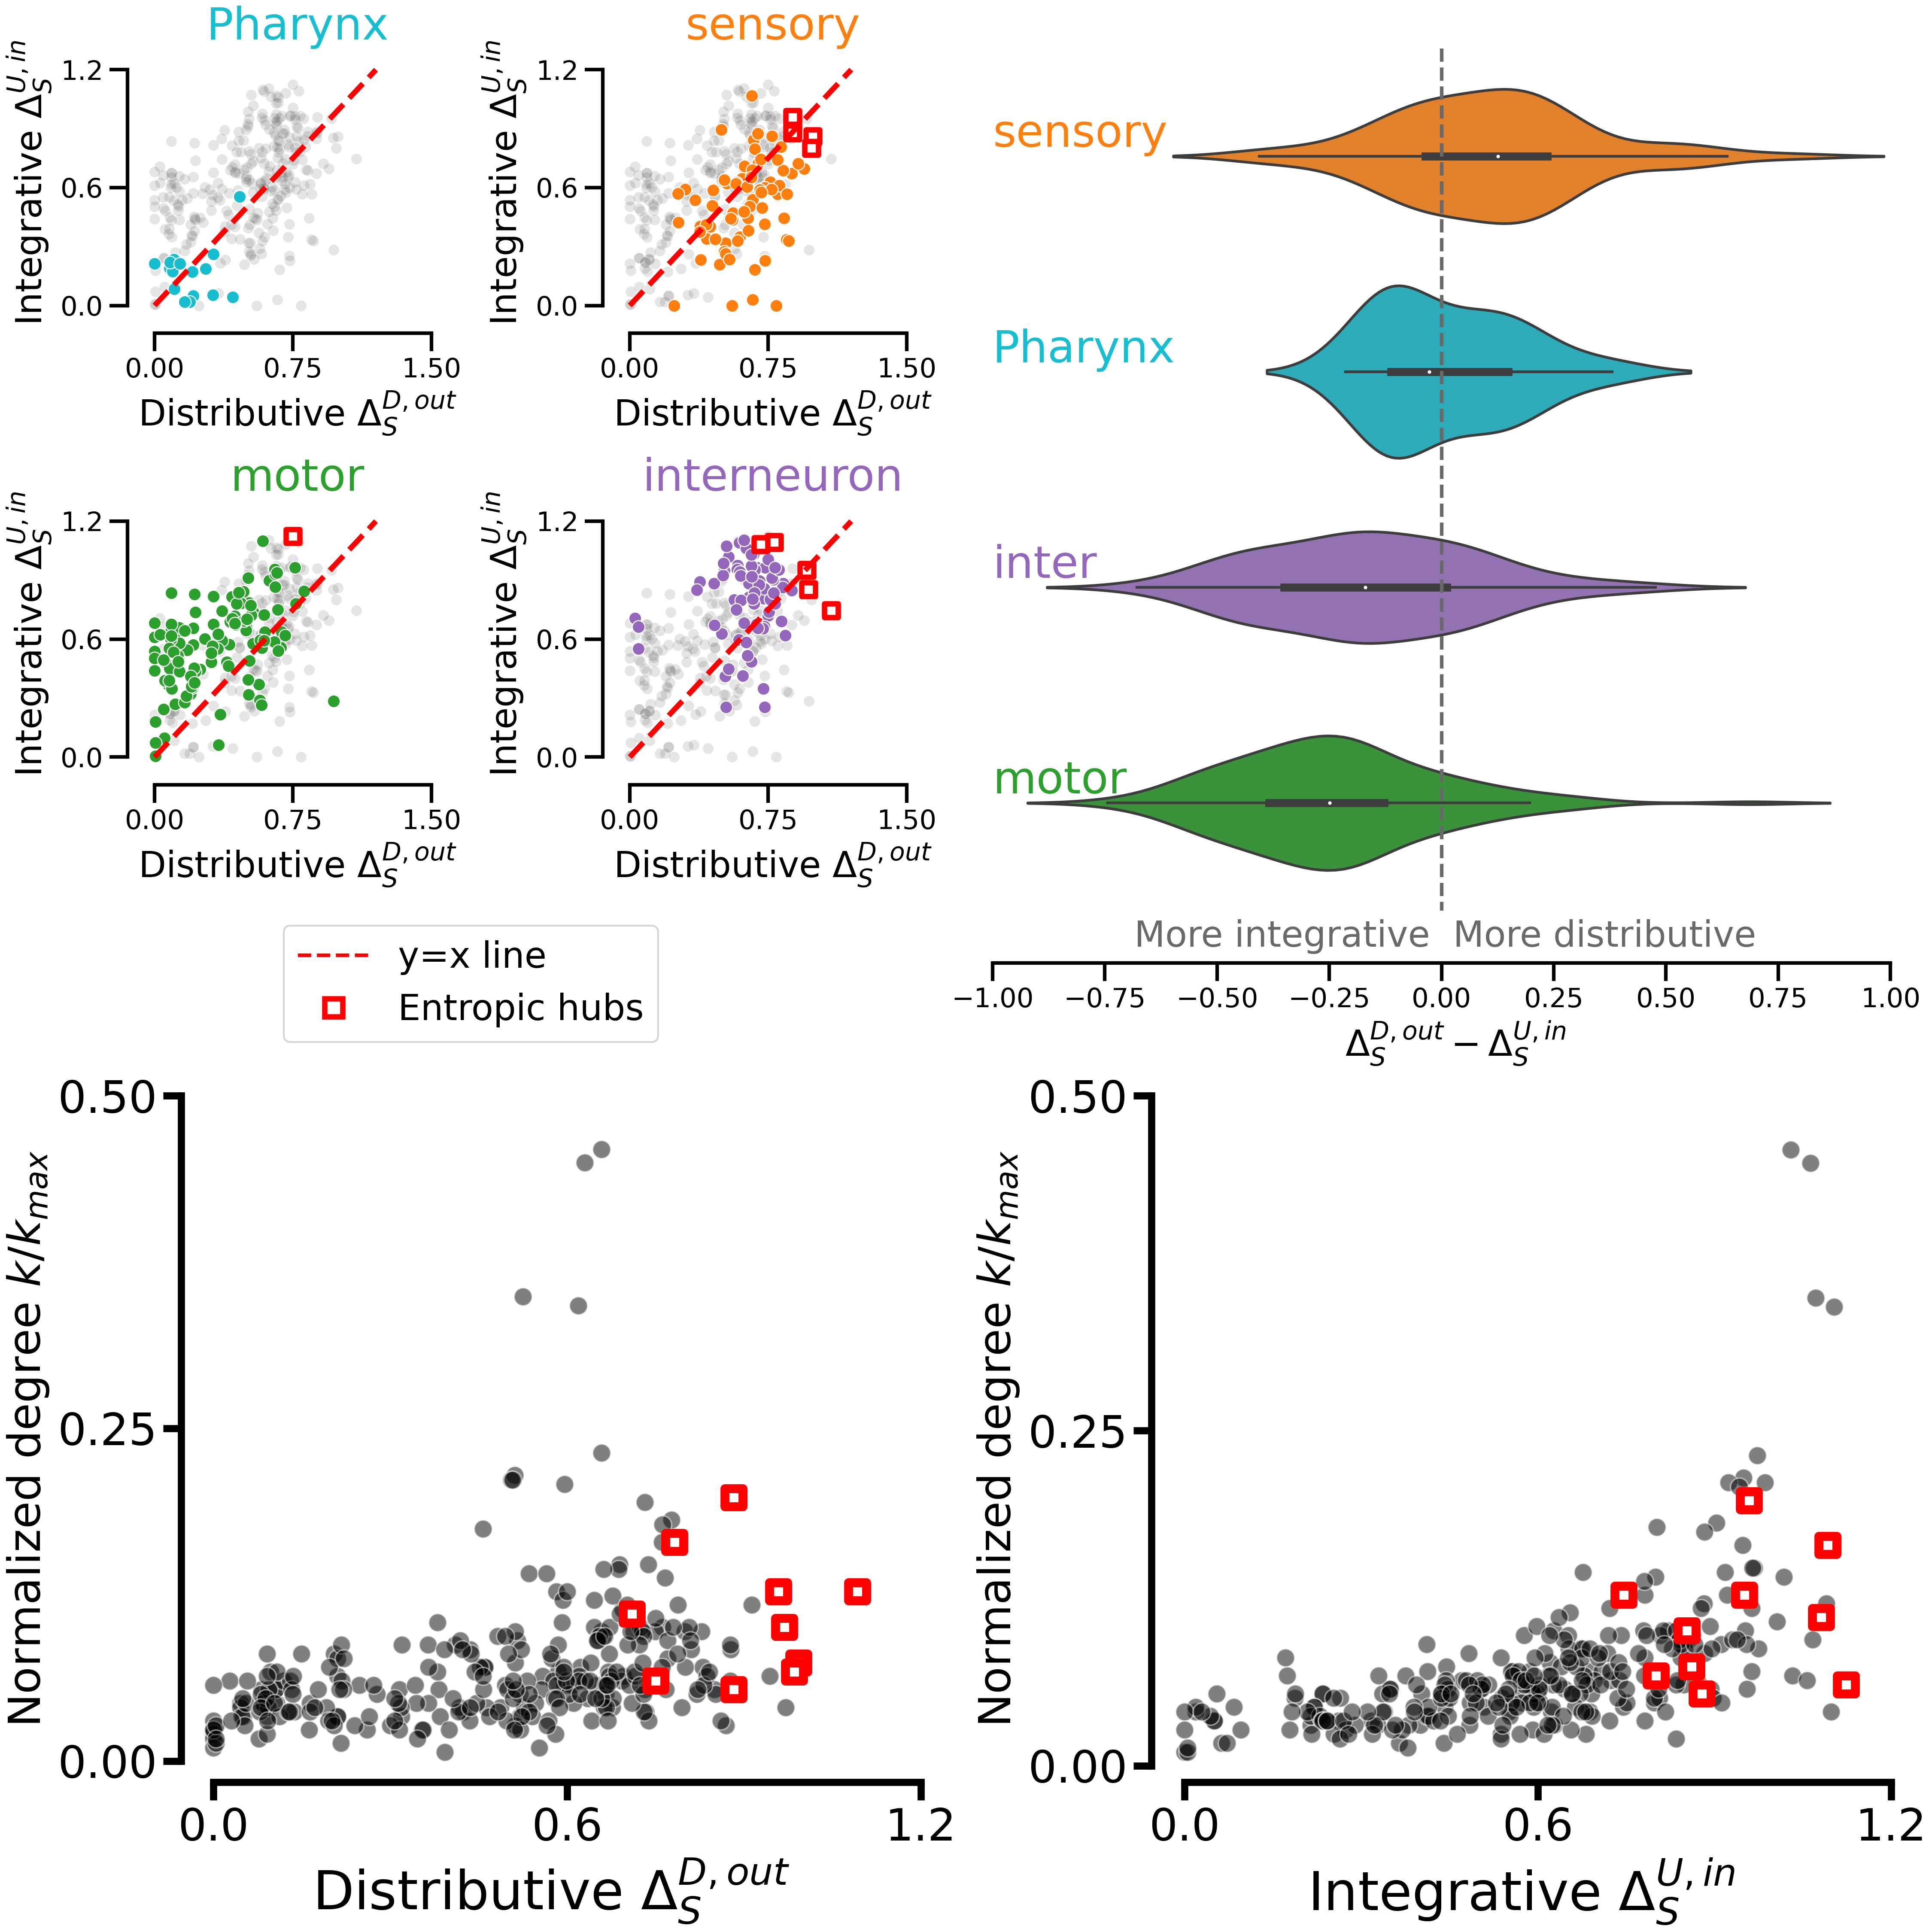 Pharynx
1.2
0.6
0.0
Integrative Δ_S^{U, in}
0.00 0.75 1.50
Distributive Δ_S^{D, out}
sensory
1.2
0.6
0.0
Integrative Δ_S^{U, in}
0.00 0.75 1.50
Distributive Δ_S^{D, out}
motor
1.2
0.6
0.0
Integrative Δ_S^{U, in}
0.00 0.75 1.50
Distributive Δ_S^{D, out}
interneuron
1.2
0.6
0.0
Integrative Δ_S^{U, in}
0.00 0.75 1.50
Distributive Δ_S^{D, out}
y=x line
Entropic hubs
sensory
Pharynx
inter
motor
More integrative More distributive
−1.00 −0.75 −0.50 −0.25 0.00 0.25 0.50 0.75 1.00
Δ_S^{D, out} − Δ_S^{U, in}
0.50
0.25
0.00
Normalized degree k/k_{max}
0.0 0.6 1.2
Distributive Δ_S^{D, out}
0.50
0.25
0.00
Normalized degree k/k_{max}
0.0 0.6 1.2
Integrative Δ_S^{U, in}